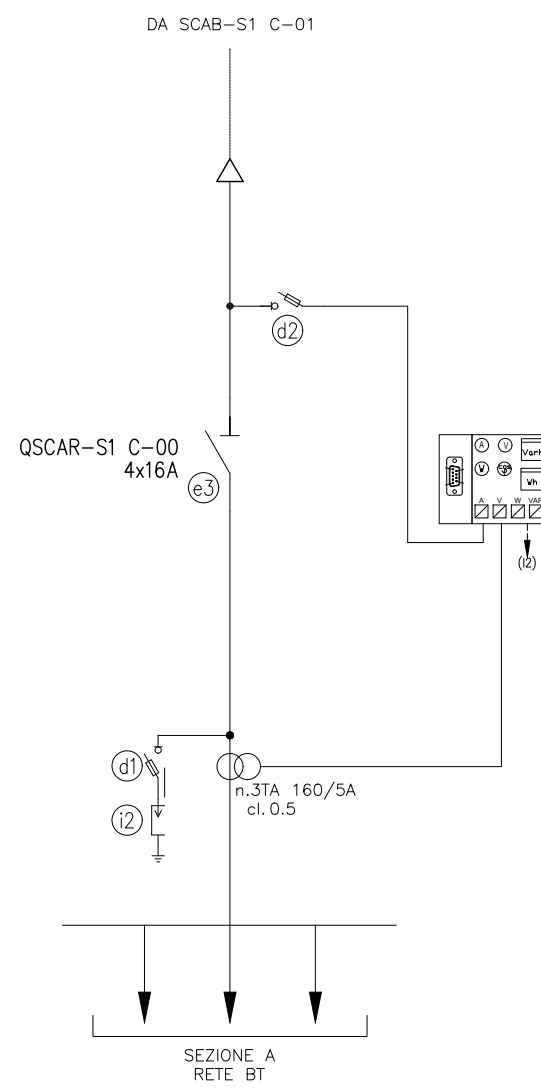 DA SCAB-S1 C-01
d2
QSCAR-S1 C-00
4x16A
e3
A V Varh
W cosφ Wh
A V W VAR
(I2)
d1
n.3TA 160/5A
cl.0.5
i2
SEZIONE A
RETE BT